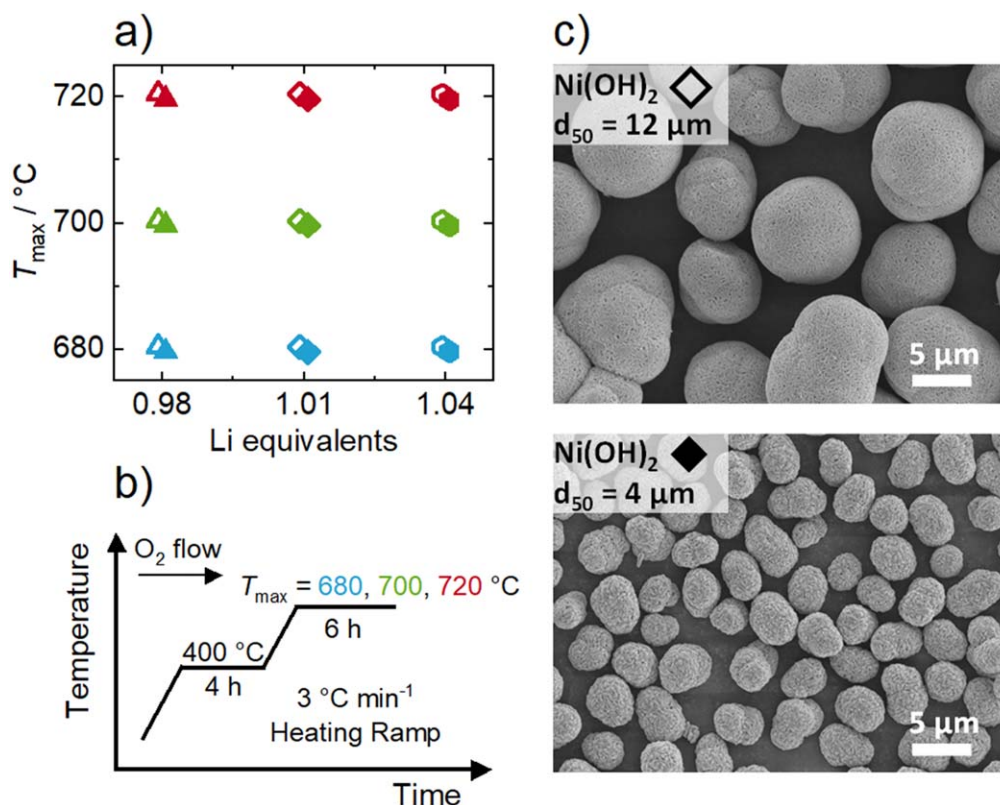 a)
720
700
680
T_max / °C
0.98 1.01 1.04
Li equivalents
b)
Temperature
O₂ flow
T_max = 680, 700, 720 °C
6 h
400 °C
4 h
3 °C min⁻¹
Heating Ramp
Time
c)
Ni(OH)₂
d₅₀ = 12 µm
5 µm
Ni(OH)₂
d₅₀ = 4 µm
5 µm